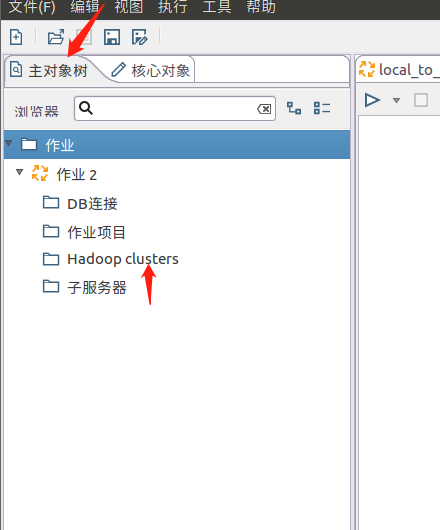 文件(F) 编辑 视图 执行 工具 帮助
主对象树 核心对象 local_to_
浏览器
作业
作业 2
DB连接
作业项目
Hadoop clusters
子服务器